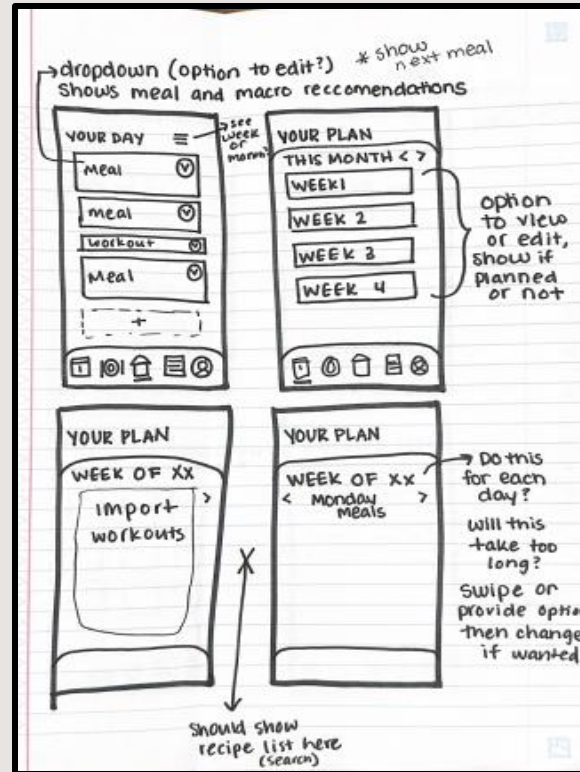 * show
next meal
dropdown (option to edit?)
shows meal and macro reccomendations
YOUR DAY
see
week
or
month?
Meal
meal
workout
Meal
+
YOUR PLAN
THIS MONTH < >
WEEK1
WEEK 2
WEEK 3
WEEK 4
option
to view
or edit,
show if
planned
or not
YOUR PLAN
WEEK OF XX
>
Import
workouts
X
should show
recipe list here
(search)
YOUR PLAN
WEEK OF XX
< Monday >
meals
Do this
for each
day?
will this
take too
long?
swipe or
provide option
then change
if wanted